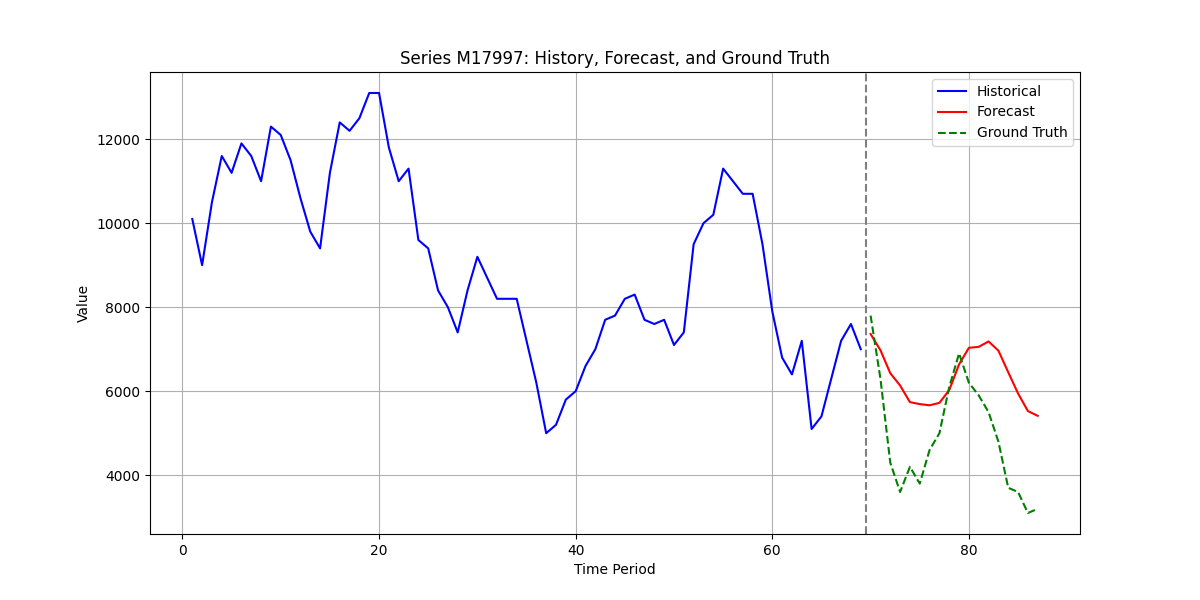 Series M17997: History, Forecast, and Ground Truth
Historical
Forecast
Ground Truth
Value
12000
10000
8000
6000
4000
0 20 40 60 80
Time Period